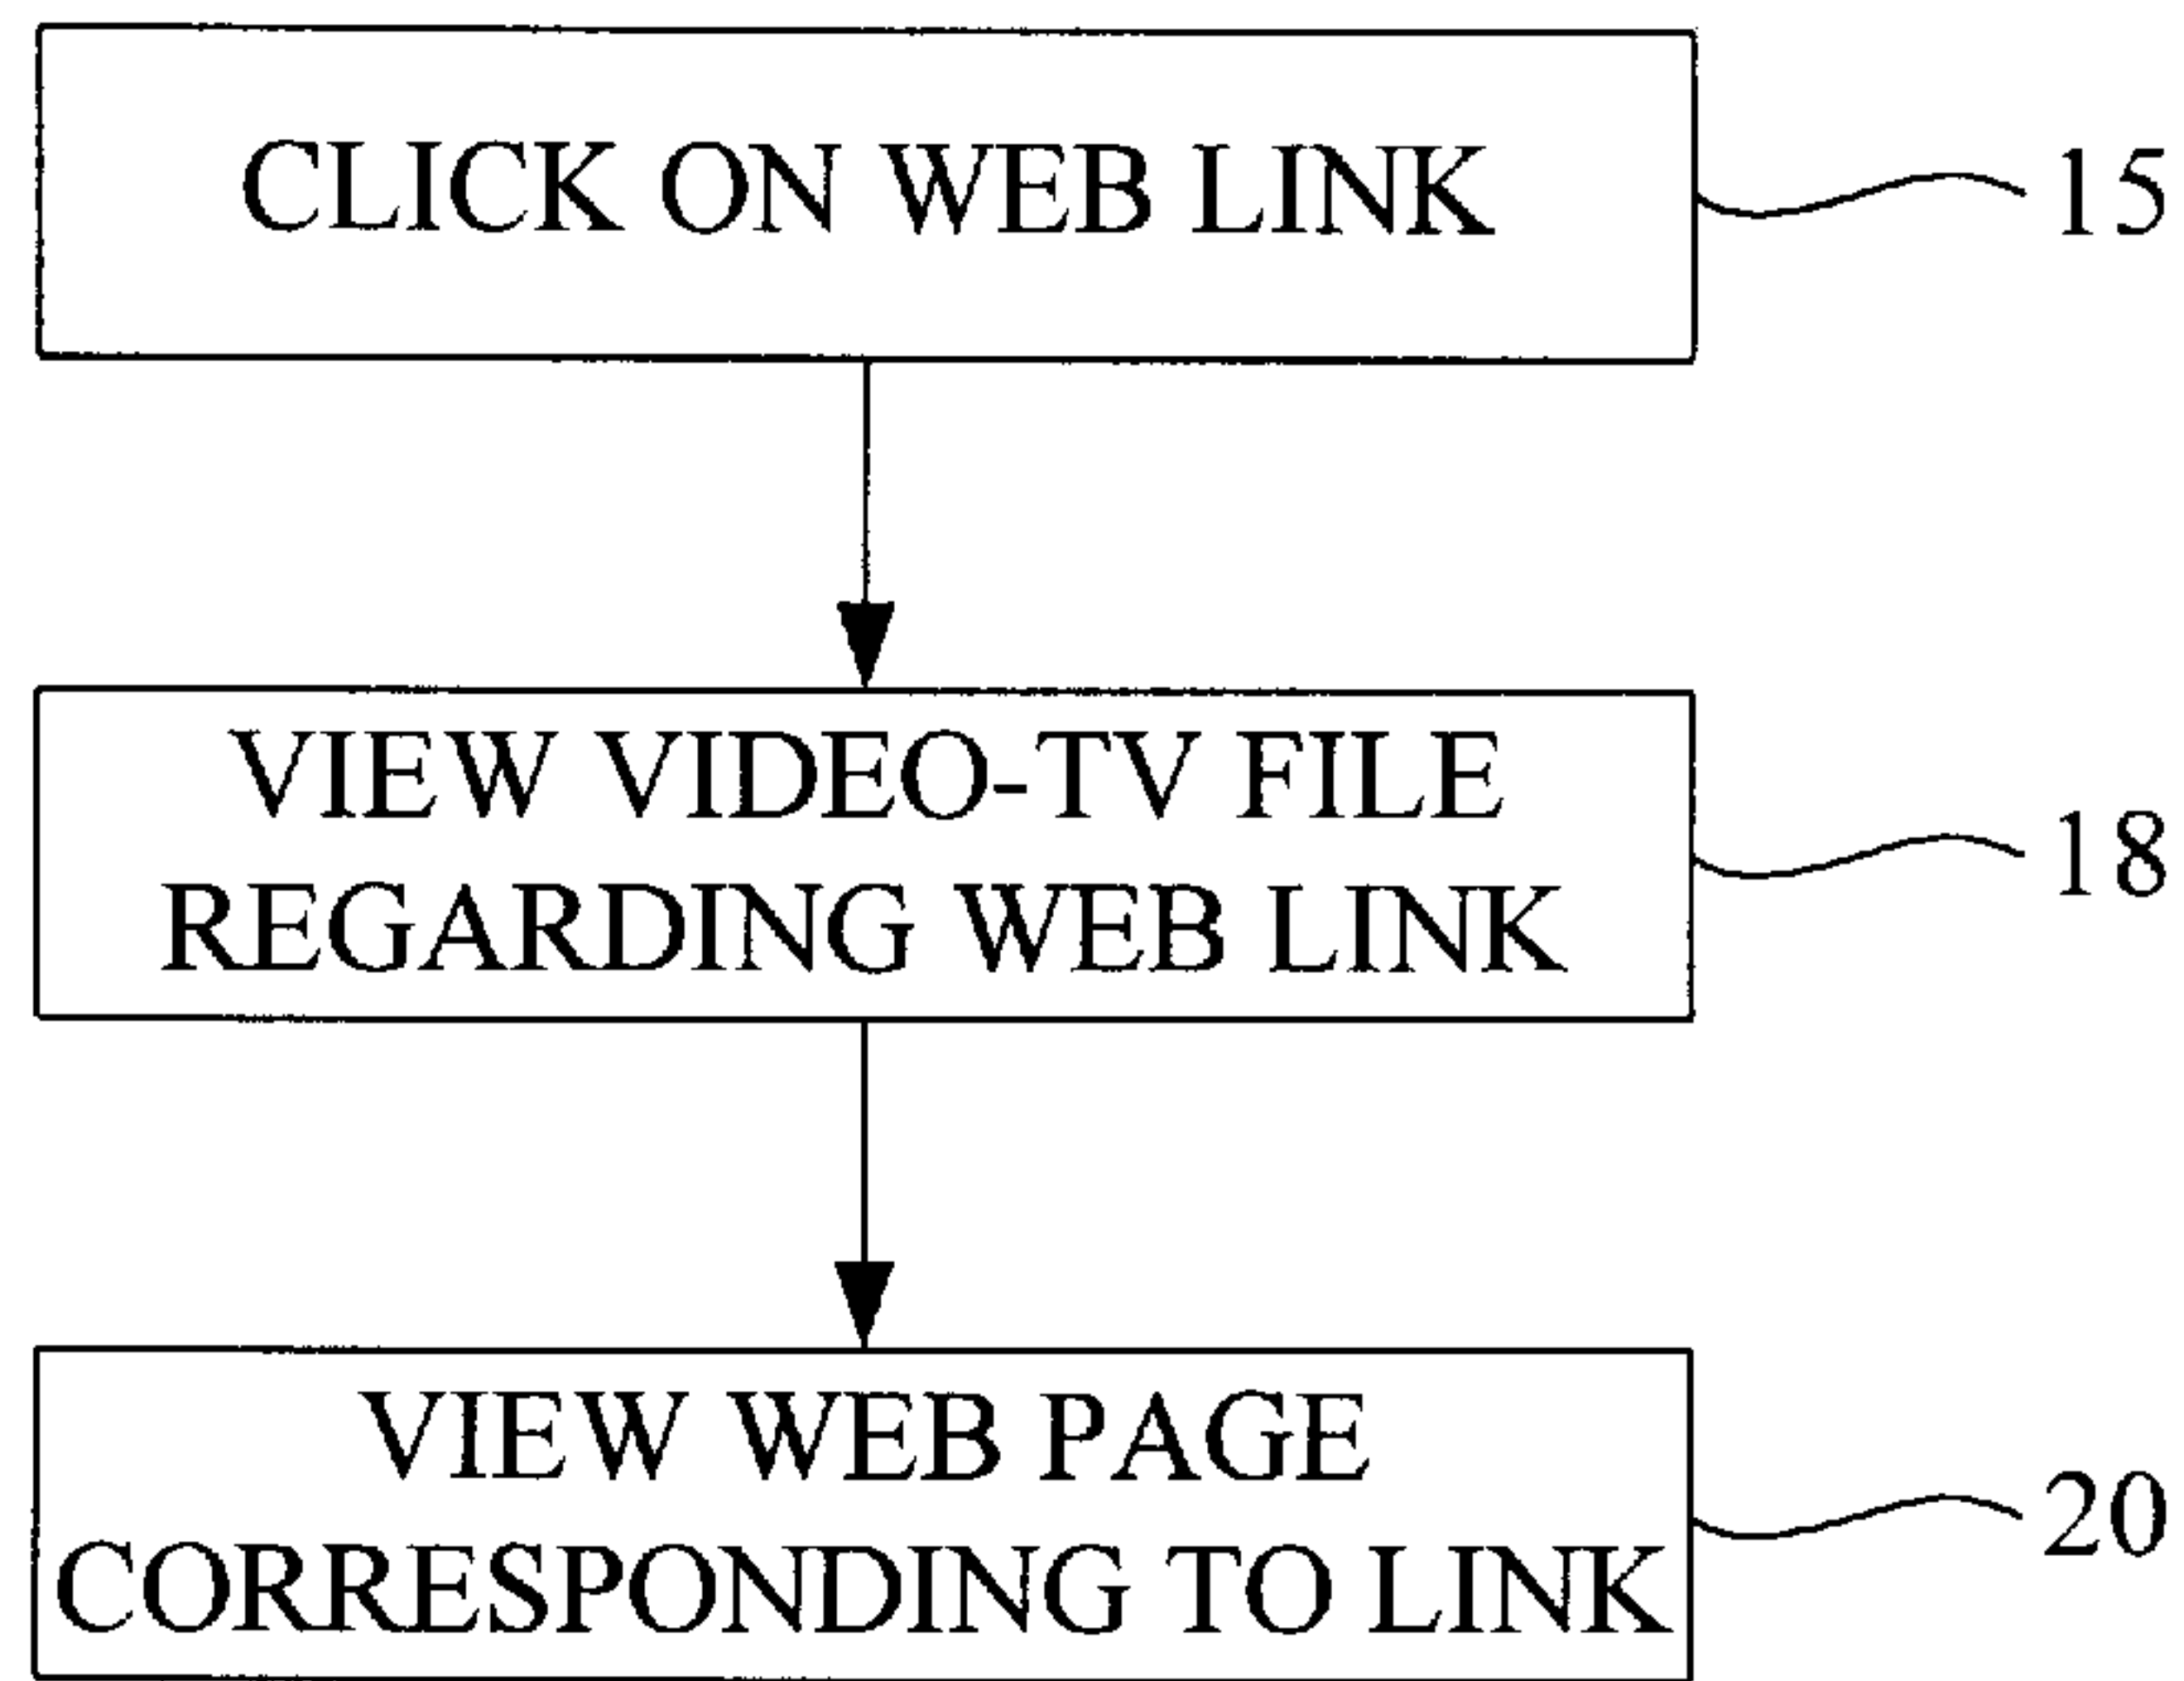 CLICK ON WEB LINK
15
VIEW VIDEO-TV FILE
REGARDING WEB LINK
18
VIEW WEB PAGE
CORRESPONDING TO LINK
20